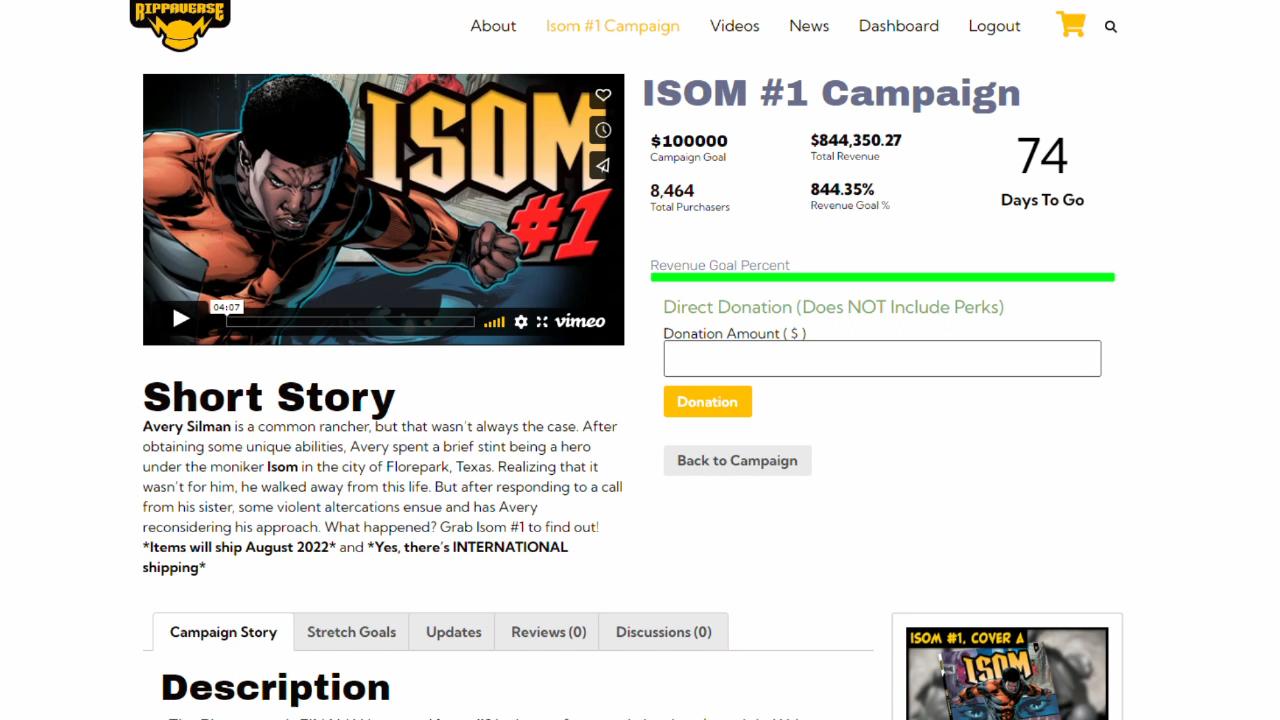 RIPPAVERSE
About
Isom #1 Campaign
Videos
News
Dashboard
Logout
ISOM
#1
04:07
vimeo
ISOM #1 Campaign
$100000
Campaign Goal
$844,350.27
Total Revenue
74
Days To Go
8,464
Total Purchasers
844.35%
Revenue Goal %
Revenue Goal Percent
Direct Donation (Does NOT Include Perks)
Donation Amount ( $ )
Donation
Back to Campaign
Short Story
Avery Silman is a common rancher, but that wasn't always the case. After
obtaining some unique abilities, Avery spent a brief stint being a hero
under the moniker Isom in the city of Florepark, Texas. Realizing that it
wasn't for him, he walked away from this life. But after responding to a call
from his sister, some violent altercations ensue and has Avery
reconsidering his approach. What happened? Grab Isom #1 to find out!
*Items will ship August 2022* and *Yes, there's INTERNATIONAL
shipping*
Campaign Story
Stretch Goals
Updates
Reviews (0)
Discussions (0)
Description
ISOM #1, COVER A
ISOM